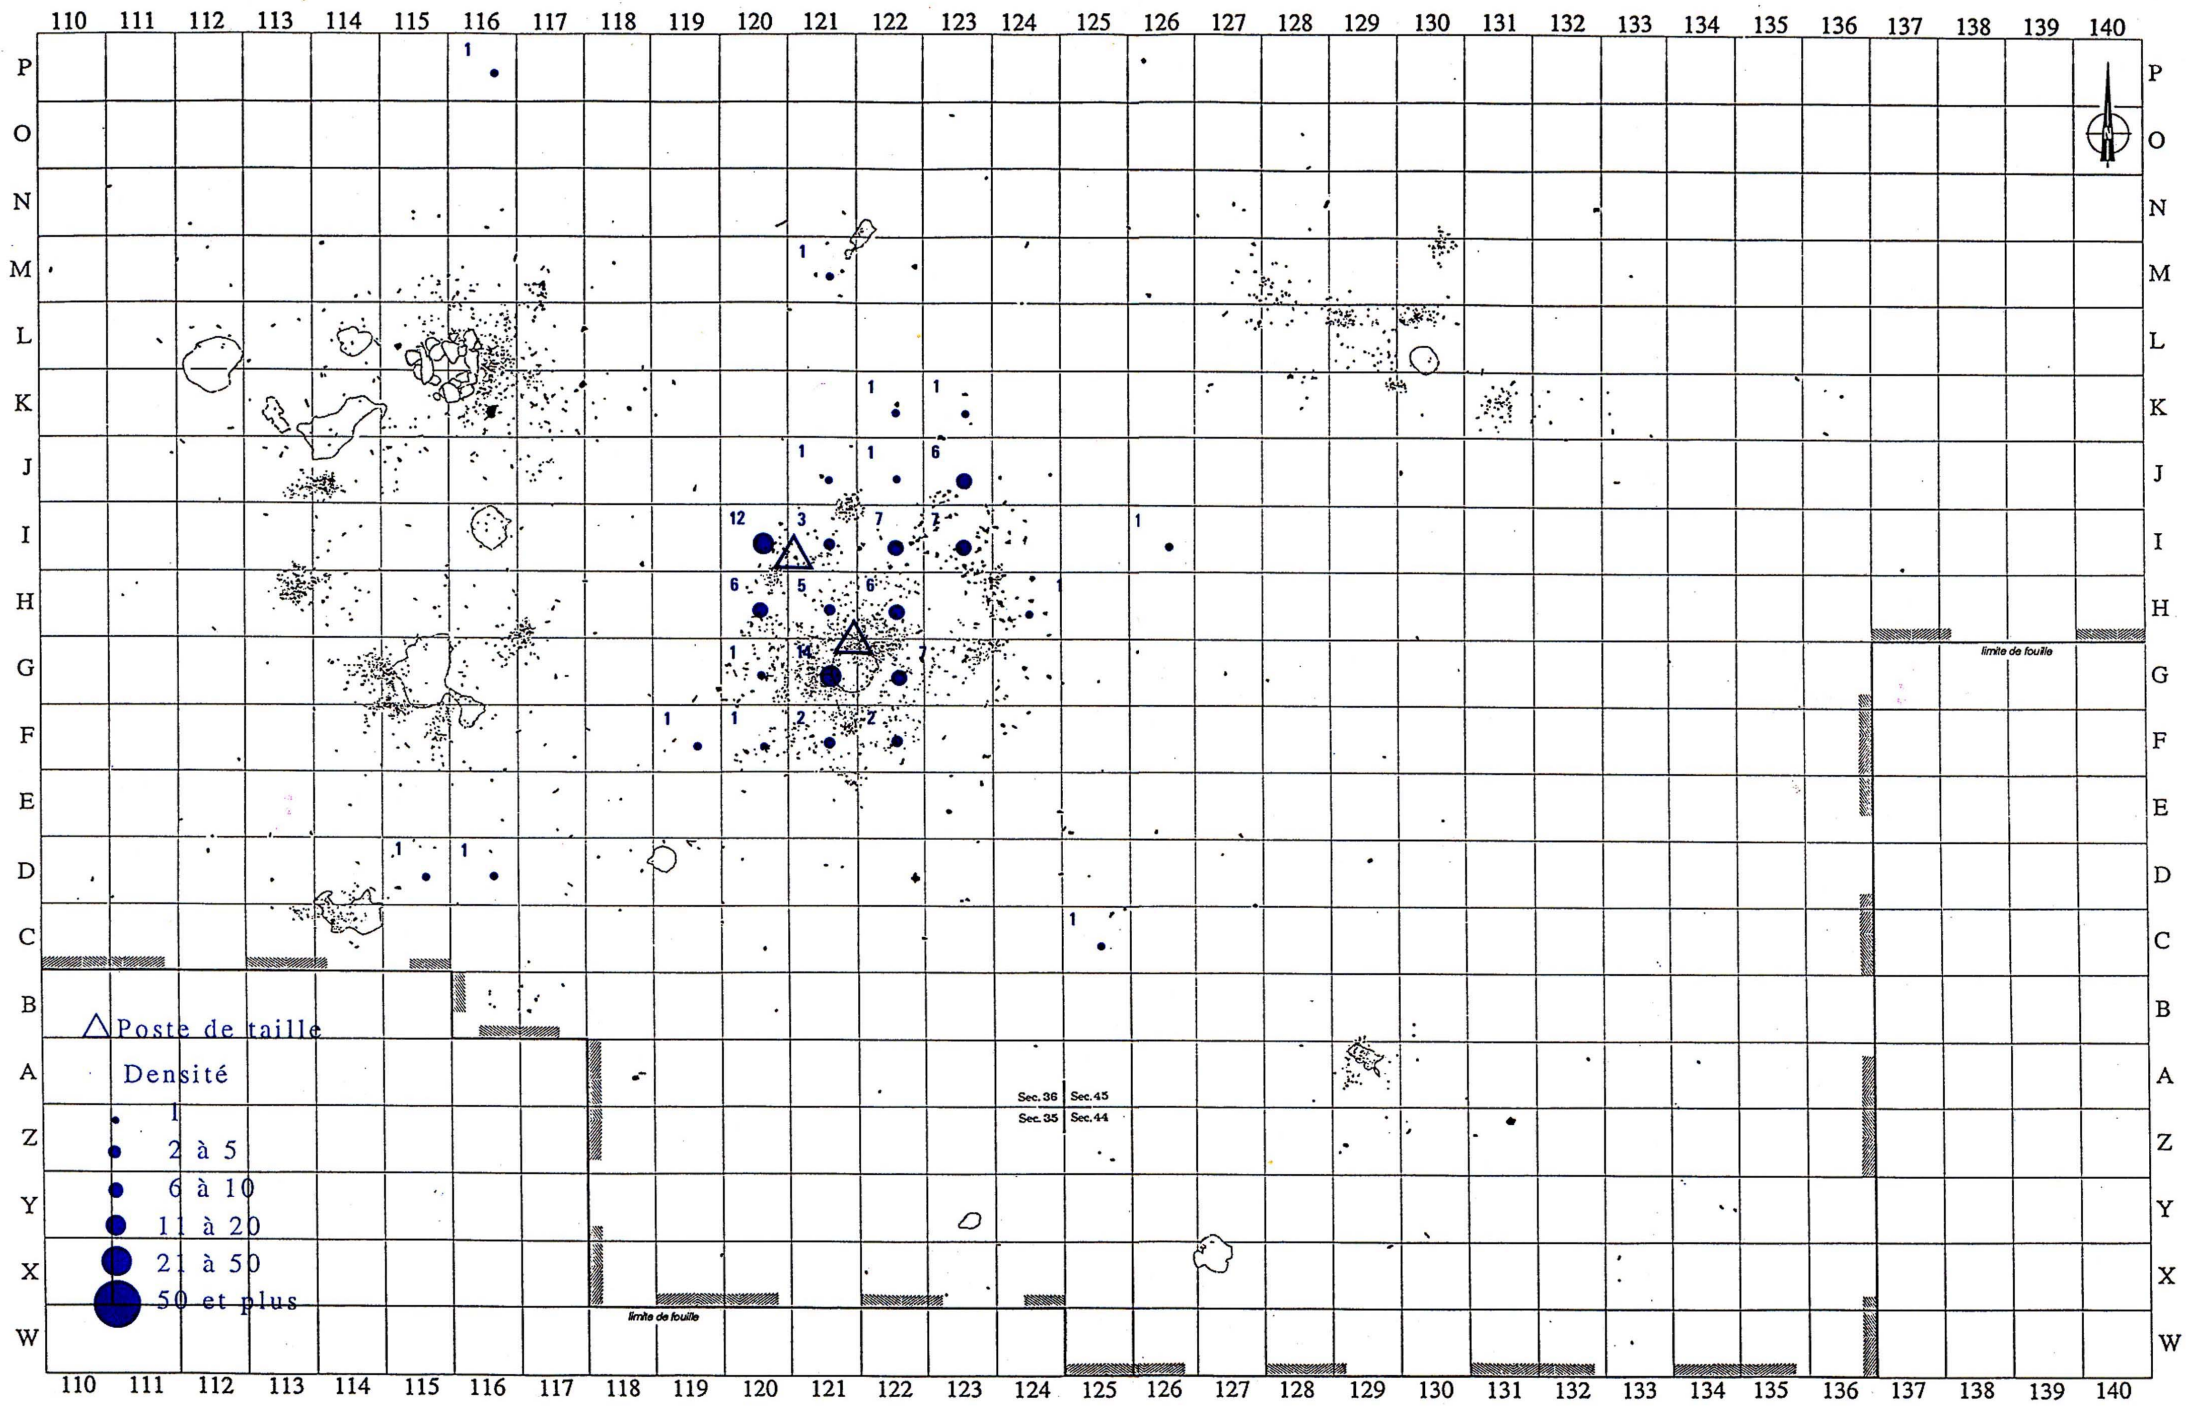 110 111 112 113 114 115 116 117 118 119 120 121 122 123 124 125 126 127 128 129 130 131 132 133 134 135 136 137 138 139 140
1
P P
O O
N
N N
1
M M
L L
1 1
K K
1 1 6
J J
12 3 7 7 1
I I
6 5 6 1
H H
limite de fouille
1 14 7
G G
1 1 2 2
F F
E E
1 1
D D
1
C C
B B
Poste de taille
A Densité A
Sec. 36 Sec. 45
Sec. 35 Sec. 44
1
Z Z
2 à 5
6 à 10
Y Y
11 à 20
21 à 50
X X
50 et plus
limite de fouille
W W
110 111 112 113 114 115 116 117 118 119 120 121 122 123 124 125 126 127 128 129 130 131 132 133 134 135 136 137 138 139 140